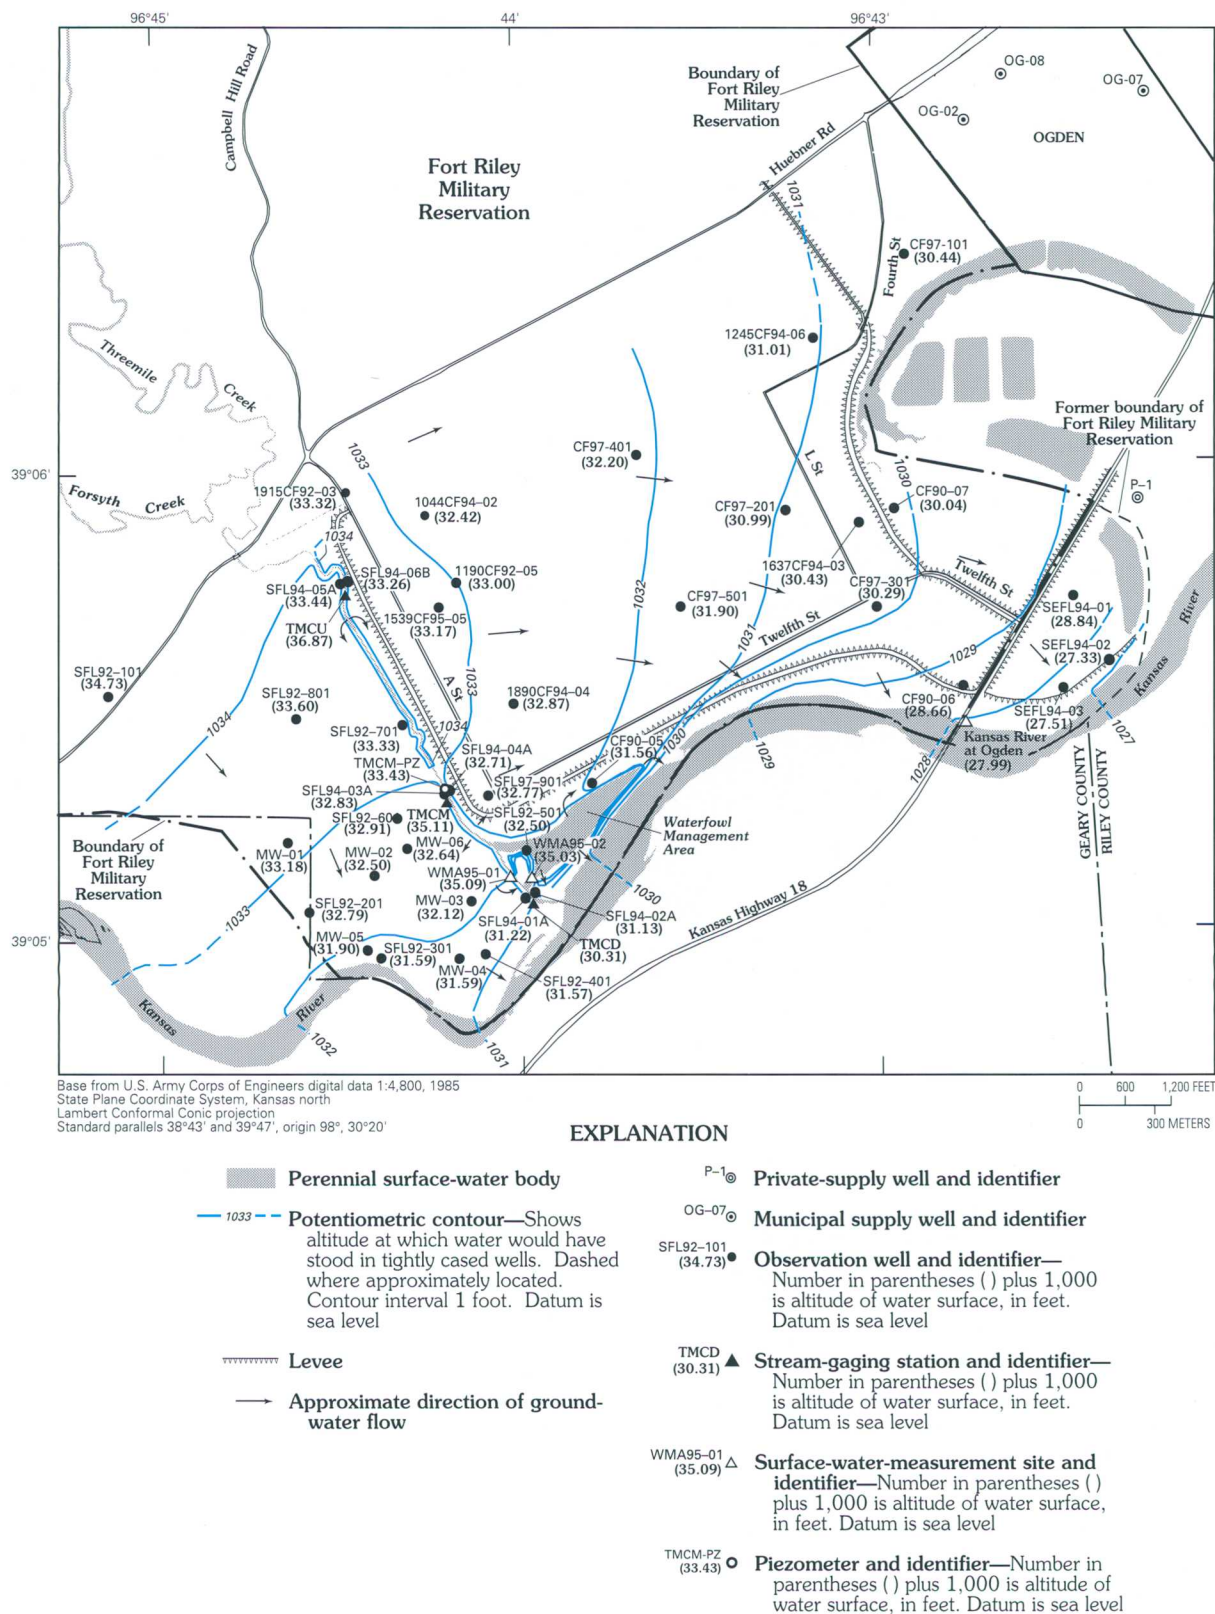 96°45'
44'
96°43'
Campbell Hill Road
Boundary of
Fort Riley
Military
Reservation
OG-08
OG-07
OG-02
OGDEN
Huebner Rd
Fort Riley
Military
Reservation
1031
Fourth St
CF97-101
(30.44)
1245CF94-06
(31.01)
Threemile
Creek
Former boundary of
Fort Riley Military
Reservation
1033
CF97-401
(32.20)
L St
1030
39°06'
P-1
Forsyth Creek
1915CF92-03
(33.32)
1044CF94-02
(32.42)
CF90-07
(30.04)
CF97-201
(30.99)
1034
1637CF94-03
(30.43)
SFL94-06B
(33.26)
SFL94-05A
(33.44)
1190CF92-05
(33.00)
Twelfth St
CF97-301
(30.29)
1032
CF97-501
(31.90)
1539CF95-05
(33.17)
TMCU
(36.87)
Twelfth St
SEFL94-01
(28.84)
River
1031
SFL92-101
(34.73)
1029
SEFL94-02
(27.33)
Kansas
A St
1033
SFL92-801
(33.60)
1890CF94-04
(32.87)
CF90-06
(28.66)
SEFL94-03
(27.51)
1034
1034
SFL92-701
(33.33)
SFL94-04A
(32.71)
CF90-05
(31.56)
1030
Kansas River
at Ogden
(27.99)
1027
1029
1028
TMCM-PZ
(33.43)
SFL94-03A
(32.83)
SFL97-901
(32.77)
TMCM
(35.11)
SFL92-501
(32.50)
SFL92-60
(32.91)
Waterfowl
Management
Area
GEARY COUNTY
RILEY COUNTY
Boundary of
Fort Riley
Military
Reservation
MW-01
(33.18)
MW-02
(32.50)
MW-06
(32.64)
WMA95-02
(35.03)
WMA95-01
(35.09)
1030
MW-03
(32.12)
1033
SFL92-201
(32.79)
SFL94-01A
(31.22)
SFL94-02A
(31.13)
Kansas Highway 18
39°05'
MW-05
(31.90)
SFL92-301
(31.59)
MW-04
(31.59)
TMCD
(30.31)
SFL92-401
(31.57)
Kansas
River
1032
1031
Base from U.S. Army Corps of Engineers digital data 1:4,800, 1985
State Plane Coordinate System, Kansas north
Lambert Conformal Conic projection
Standard parallels 38°43' and 39°47', origin 98°, 30°20'
0 600 1,200 FEET
0 300 METERS
EXPLANATION
Perennial surface-water body
1033 Potentiometric contour—Shows
altitude at which water would have
stood in tightly cased wells. Dashed
where approximately located.
Contour interval 1 foot. Datum is
sea level
Levee
Approximate direction of ground-
water flow
P-1 Private-supply well and identifier
OG-07 Municipal supply well and identifier
SFL92-101
(34.73)
Observation well and identifier—
Number in parentheses ( ) plus 1,000
is altitude of water surface, in feet.
Datum is sea level
TMCD
(30.31)
Stream-gaging station and identifier—
Number in parentheses ( ) plus 1,000
is altitude of water surface, in feet.
Datum is sea level
WMA95-01
(35.09)
Surface-water-measurement site and
identifier—Number in parentheses ( )
plus 1,000 is altitude of water surface,
in feet. Datum is sea level
TMCM-PZ
(33.43)
Piezometer and identifier—Number in
parentheses ( ) plus 1,000 is altitude of
water surface, in feet. Datum is sea level